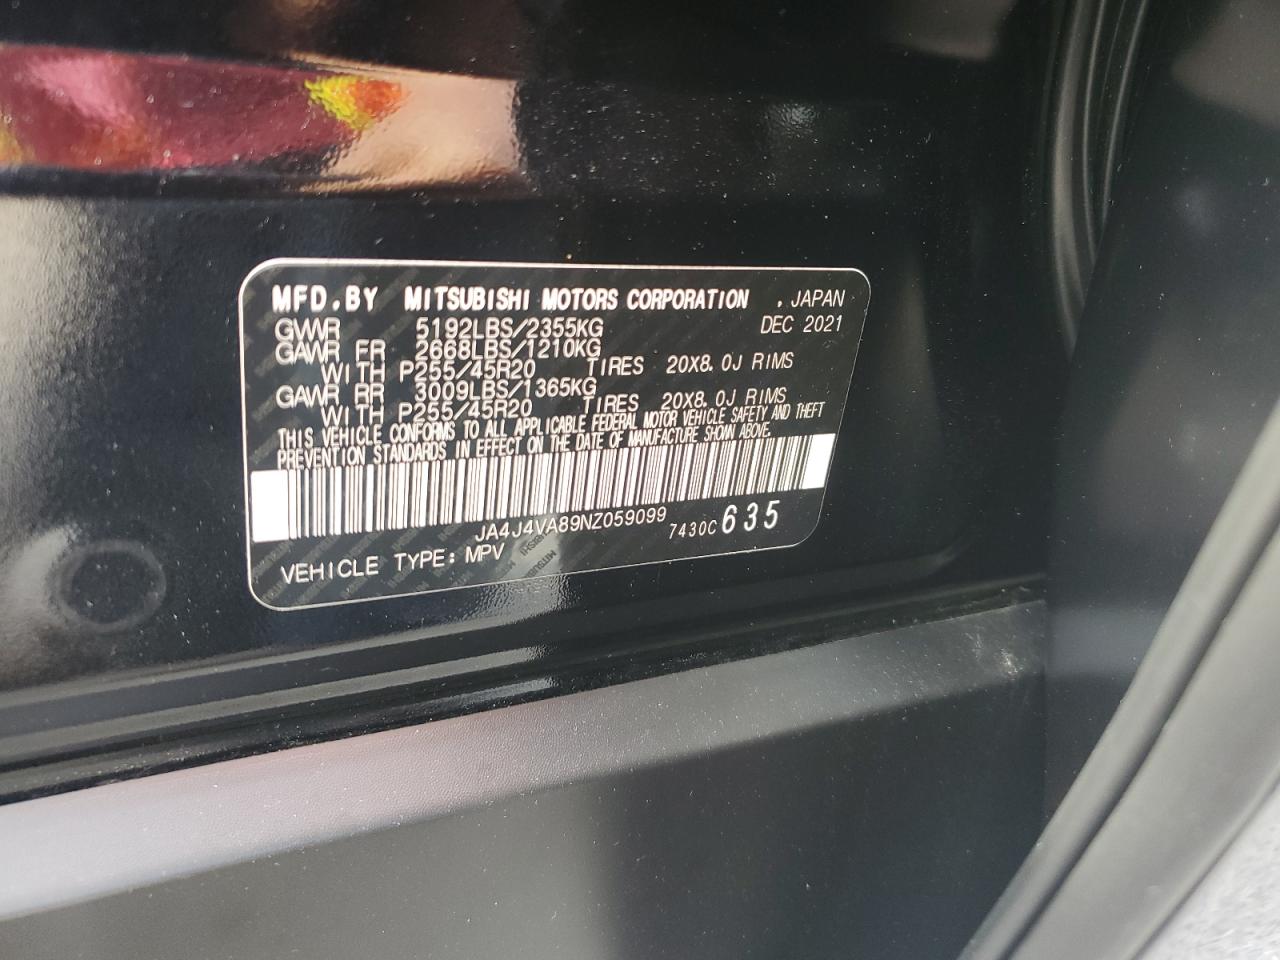 MFD.BY MITSUBISHI MOTORS CORPORATION . JAPAN
GVWR 5192LBS/2355KG DEC 2021
GAWR FR 2668LBS/1210KG
WITH P255/45R20 TIRES 20X8.0J RIMS
GAWR RR 3009LBS/1365KG
WITH P255/45R20 TIRES 20X8.0J RIMS
THIS VEHICLE CONFORMS TO ALL APPLICABLE FEDERAL MOTOR VEHICLE SAFETY AND THEFT
PREVENTION STANDARDS IN EFFECT ON THE DATE OF MANUFACTURE SHOWN ABOVE.
JA4J4VA89NZ059099 7430C 635
VEHICLE TYPE: MPV